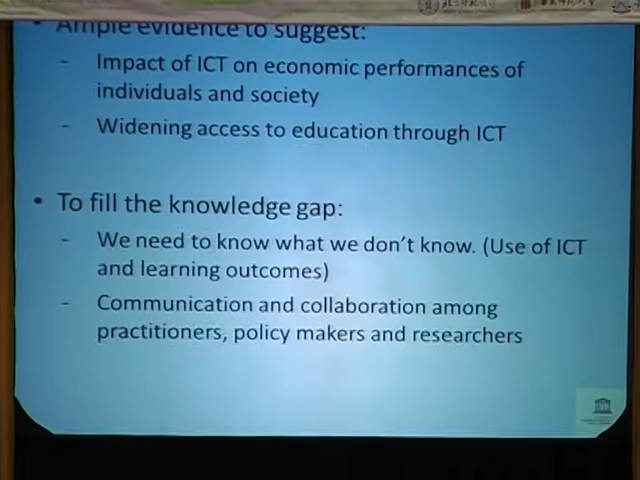 • Ample evidence to suggest:
- Impact of ICT on economic performances of
individuals and society
- Widening access to education through ICT
• To fill the knowledge gap:
- We need to know what we don't know. (Use of ICT
and learning outcomes)
- Communication and collaboration among
practitioners, policy makers and researchers